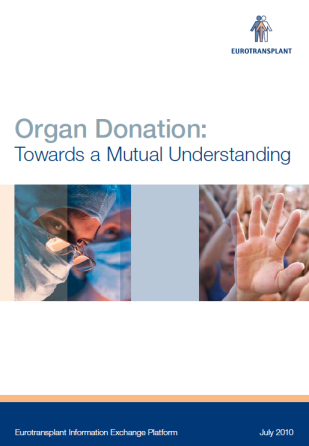 EUROTRANSPLANT
Organ Donation:
Towards a Mutual Understanding
Eurotransplant Information Exchange Platform July 2010